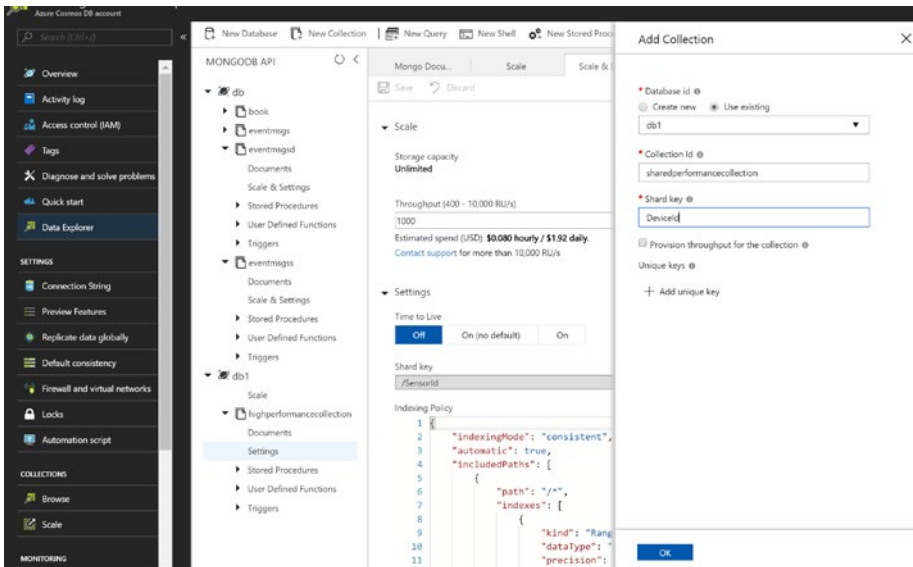 Azure Cosmos DB account
Search (Ctrl+/)
Overview
Activity log
Access control (IAM)
Tags
Diagnose and solve problems
Quick start
Data Explorer
SETTINGS
Connection String
Preview Features
Replicate data globally
Default consistency
Firewall and virtual networks
Locks
Automation script
COLLECTIONS
Browse
Scale
MONITORING
New Database New Collection New Query New Shell New Stored Proc
MONGODB API
db
book
eventmsgs
eventmsgsd
Documents
Scale & Settings
Stored Procedures
User Defined Functions
Triggers
eventmsgss
Documents
Scale & Settings
Stored Procedures
User Defined Functions
Triggers
db1
Scale
highperformancecollection
Documents
Settings
Stored Procedures
User Defined Functions
Triggers
Mongo Docu... Scale Scale & S
Save Discard
Scale
Storage capacity
Unlimited
Throughput (400 - 10,000 RU/s)
1000
Estimated spend (USD): $0.080 hourly / $1.92 daily.
Contact support for more than 10,000 RU/s
Settings
Time to Live
Off On (no default) On
Shard key
/SensorId
Indexing Policy
1 {
2 "indexingMode": "consistent",
3 "automatic": true,
4 "includedPaths": [
5 {
6 "path": "/*",
7 "indexes": [
8 {
9 "kind": "Rang
10 "dataType": "
11 "precision":
Add Collection
* Database id
Create new Use existing
db1
* Collection Id
sharedperformancecollection
* Shard key
DeviceId
Provision throughput for the collection
Unique keys
+ Add unique key
OK